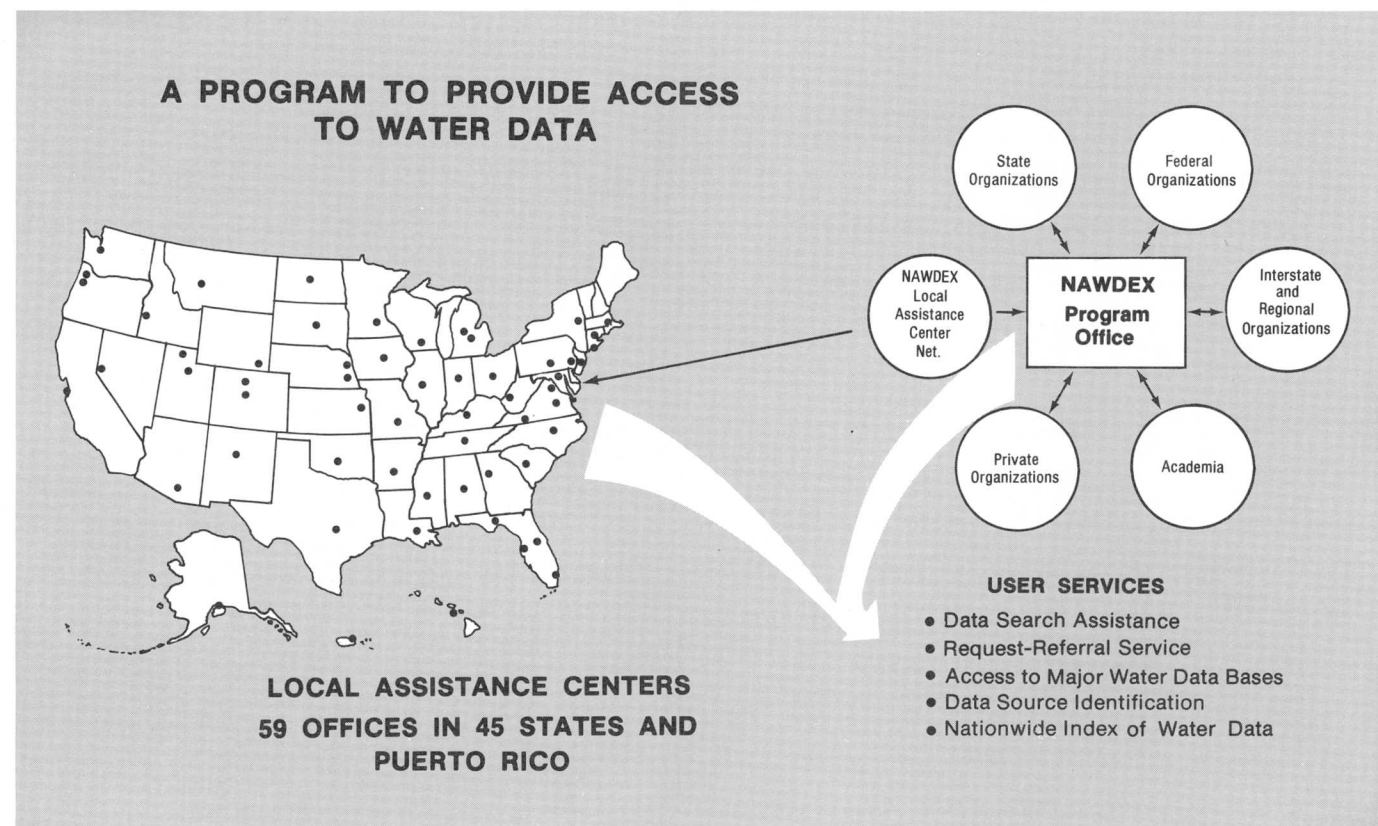 A PROGRAM TO PROVIDE ACCESS
TO WATER DATA
LOCAL ASSISTANCE CENTERS
59 OFFICES IN 45 STATES AND
PUERTO RICO
State
Organizations
Federal
Organizations
NAWDEX
Local
Assistance
Center
Net.
NAWDEX
Program
Office
Interstate
and
Regional
Organizations
Private
Organizations
Academia
USER SERVICES
• Data Search Assistance
• Request-Referral Service
• Access to Major Water Data Bases
• Data Source Identification
• Nationwide Index of Water Data